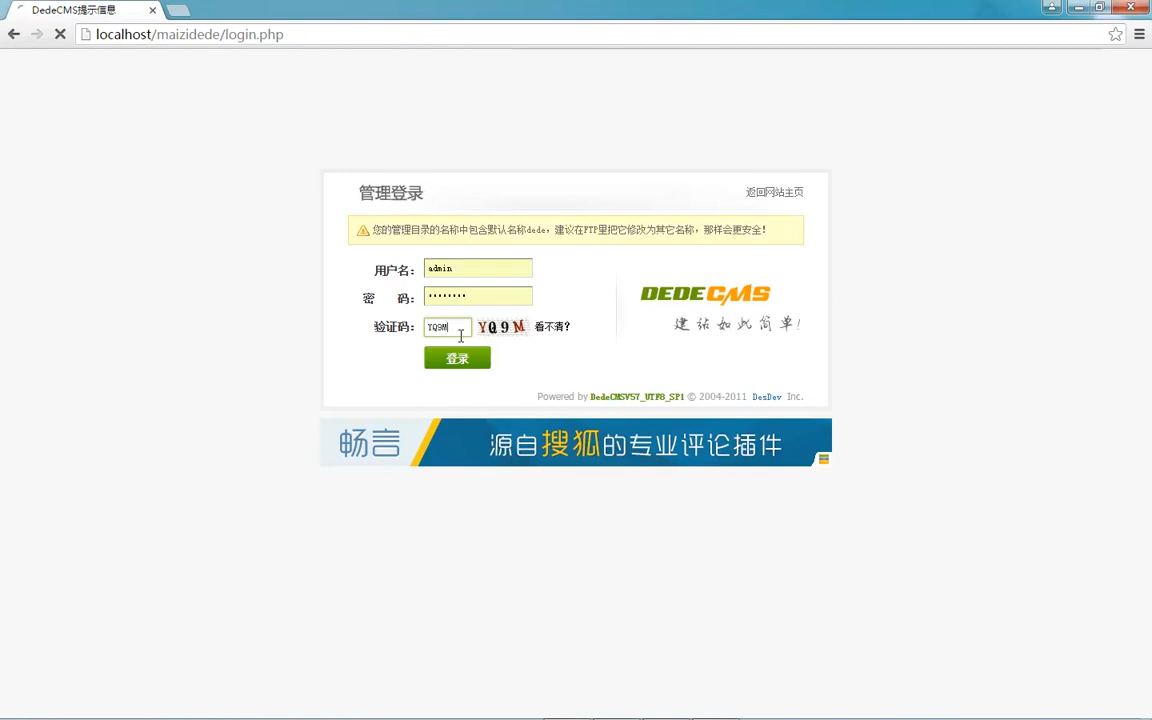 DedeCMS提示信息
localhost/maizidede/login.php
管理登录
返回网站主页
您的管理目录的名称中包含默认名称dede，建议在FTP里把它修改为其它名称，那样会更安全！
用户名：
admin
密 码：
••••••••
验证码：
YQ9M
YQ9M
看不清？
登录
DEDECMS
建站如此简单！
Powered by DedeCMSV57_UTF8_SP1 © 2004-2011 DesDev Inc.
畅言
源自搜狐的专业评论插件